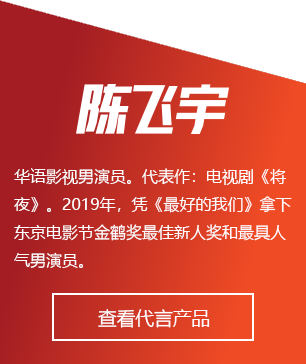 陈飞宇
华语影视男演员。代表作：电视剧《将
夜》。2019年，凭《最好的我们》拿下
东京电影节金鹤奖最佳新人奖和最具人
气男演员。
查看代言产品